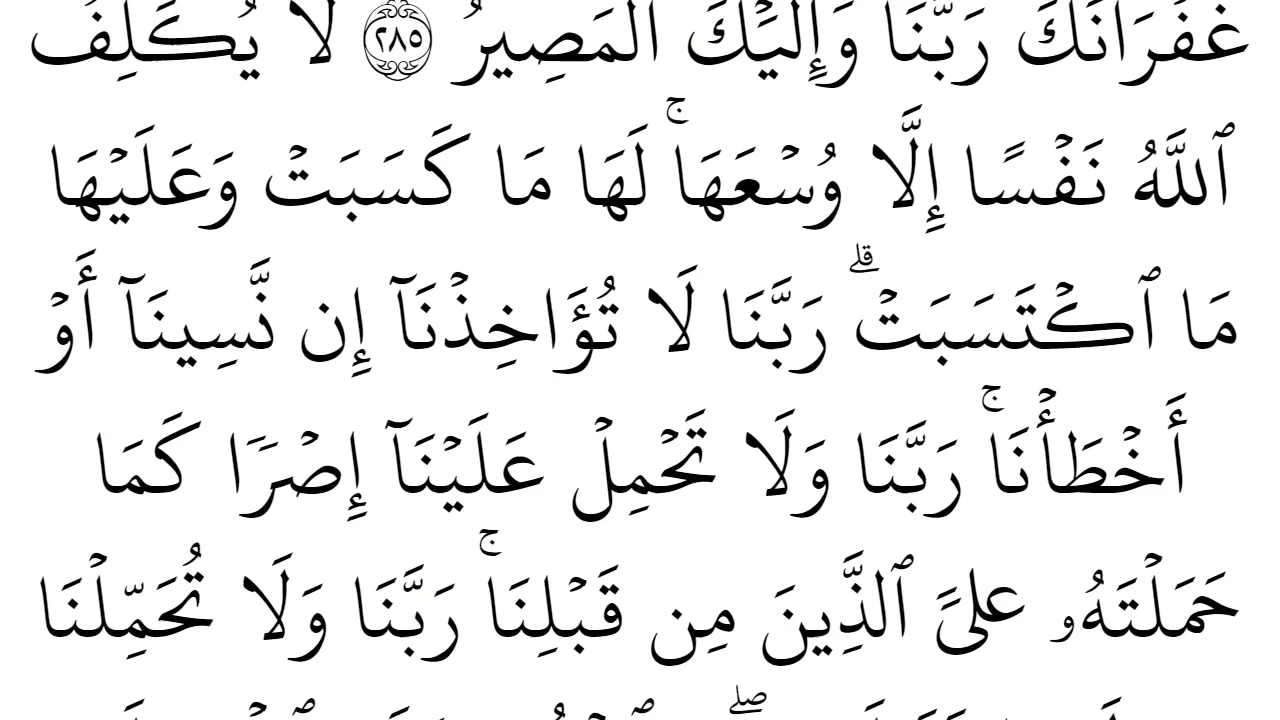 غُفۡرَانَكَ رَبَّنَا وَإِلَيۡكَ ٱلۡمَصِيرُ ٢٨٥ لَا يُكَلِّفُ
ٱللَّهُ نَفۡسًا إِلَّا وُسۡعَهَاۚ لَهَا مَا كَسَبَتۡ وَعَلَيۡهَا
مَا ٱكۡتَسَبَتۡۗ رَبَّنَا لَا تُؤَاخِذۡنَآ إِن نَّسِينَآ أَوۡ
أَخۡطَأۡنَاۚ رَبَّنَا وَلَا تَحۡمِلۡ عَلَيۡنَآ إِصۡرٗا كَمَا
حَمَلۡتَهُۥ عَلَى ٱلَّذِينَ مِن قَبۡلِنَاۚ رَبَّنَا وَلَا تُحَمِّلۡنَا